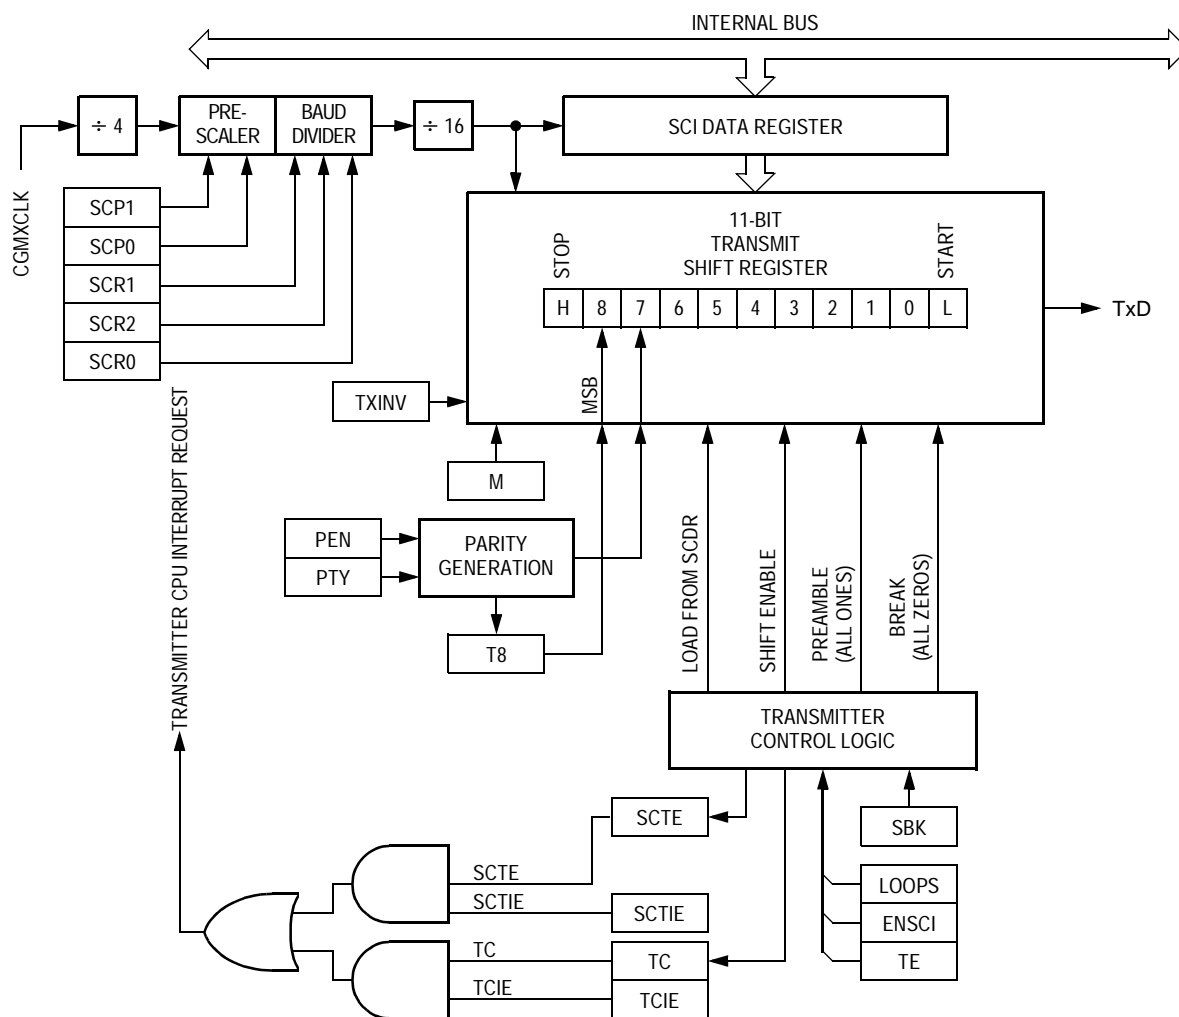 INTERNAL BUS
÷ 4
PRE-
SCALER
BAUD
DIVIDER
÷ 16
SCI DATA REGISTER
CGMXCLK
SCP1
SCP0
SCR1
SCR2
SCR0
11-BIT
TRANSMIT
SHIFT REGISTER
STOP
START
H 8 7 6 5 4 3 2 1 0 L
TxD
MSB
TXINV
M
PEN
PTY
PARITY
GENERATION
T8
TRANSMITTER CPU INTERRUPT REQUEST
LOAD FROM SCDR
SHIFT ENABLE
PREAMBLE
(ALL ONES)
BREAK
(ALL ZEROS)
TRANSMITTER
CONTROL LOGIC
SCTE
SBK
SCTE
SCTIE
SCTIE
LOOPS
ENSCI
TE
TC
TC
TCIE
TCIE